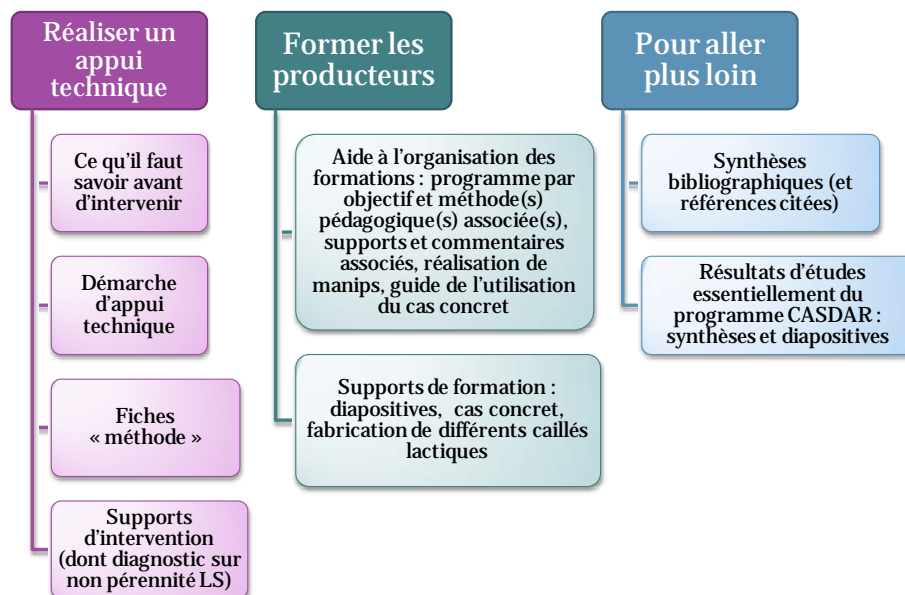 Réaliser un
appui
technique
Ce qu'il faut
savoir avant
d'intervenir
Démarche
d'appui
technique
Fiches
« méthode »
Supports
d'intervention
(dont diagnostic sur
non pérennité LS)
Former les
producteurs
Aide à l'organisation des
formations : programme par
objectif et méthode(s)
pédagogique(s) associée(s),
supports et commentaires
associés, réalisation de
manips, guide de l'utilisation
du cas concret
Supports de formation :
diapositives, cas concret,
fabrication de différents caillés
lactiques
Pour aller
plus loin
Synthèses
bibliographiques (et
références citées)
Résultats d'études
essentiellement du
programme CASDAR :
synthèses et diapositives